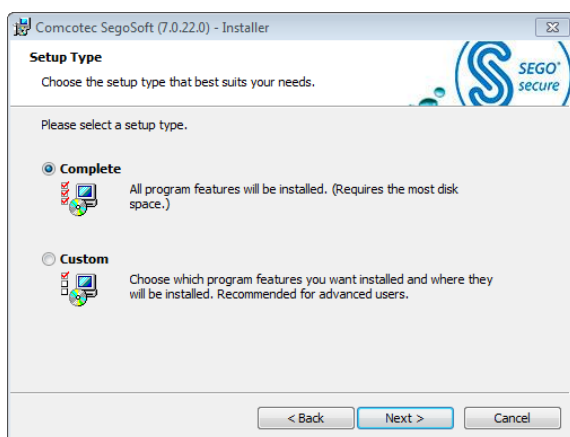 Comcotec SegoSoft (7.0.22.0) - Installer
Setup Type
Choose the setup type that best suits your needs.
SEGO®
secure
Please select a setup type.
Complete
All program features will be installed. (Requires the most disk
space.)
Custom
Choose which program features you want installed and where they
will be installed. Recommended for advanced users.
< Back
Next >
Cancel